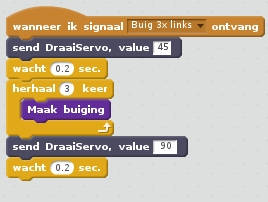 wanneer ik signaal Buig 3x links ontvang
send DraaiServo, value 45
wacht 0.2 sec.
herhaal 3 keer
Maak buiging
send DraaiServo, value 90
wacht 0.2 sec.